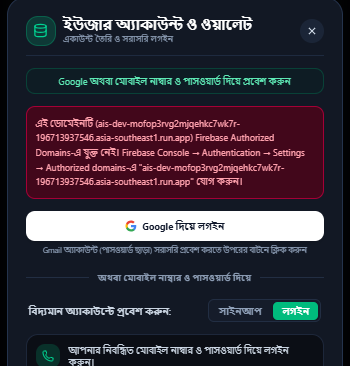 ইউজার অ্যাকাউন্ট ও ওয়ালেট
একাউন্ট তৈরি ও সরাসরি লগইন
Google অথবা মোবাইল নাম্বার ও পাসওয়ার্ড দিয়ে প্রবেশ করুন
এই ডোমেইনটি (ais-dev-mofop3rvg2mjqehkc7wk7r-
196713937546.asia-southeast1.run.app) Firebase Authorized
Domains-এ যুক্ত নেই। Firebase Console → Authentication → Settings
→ Authorized domains-এ "ais-dev-mofop3rvg2mjqehkc7wk7r-
196713937546.asia-southeast1.run.app" যোগ করুন।
Google দিয়ে লগইন
Gmail অ্যাকাউন্ট (পাসওয়ার্ড ছাড়া) সরাসরি প্রবেশ করতে উপরের বাটনে ক্লিক করুন
অথবা মোবাইল নাম্বার ও পাসওয়ার্ড দিয়ে
বিদ্যমান অ্যাকাউন্টে প্রবেশ করুন: সাইনআপ লগইন
আপনার নিবন্ধিত মোবাইল নাম্বার ও পাসওয়ার্ড দিয়ে লগইন
করুন।